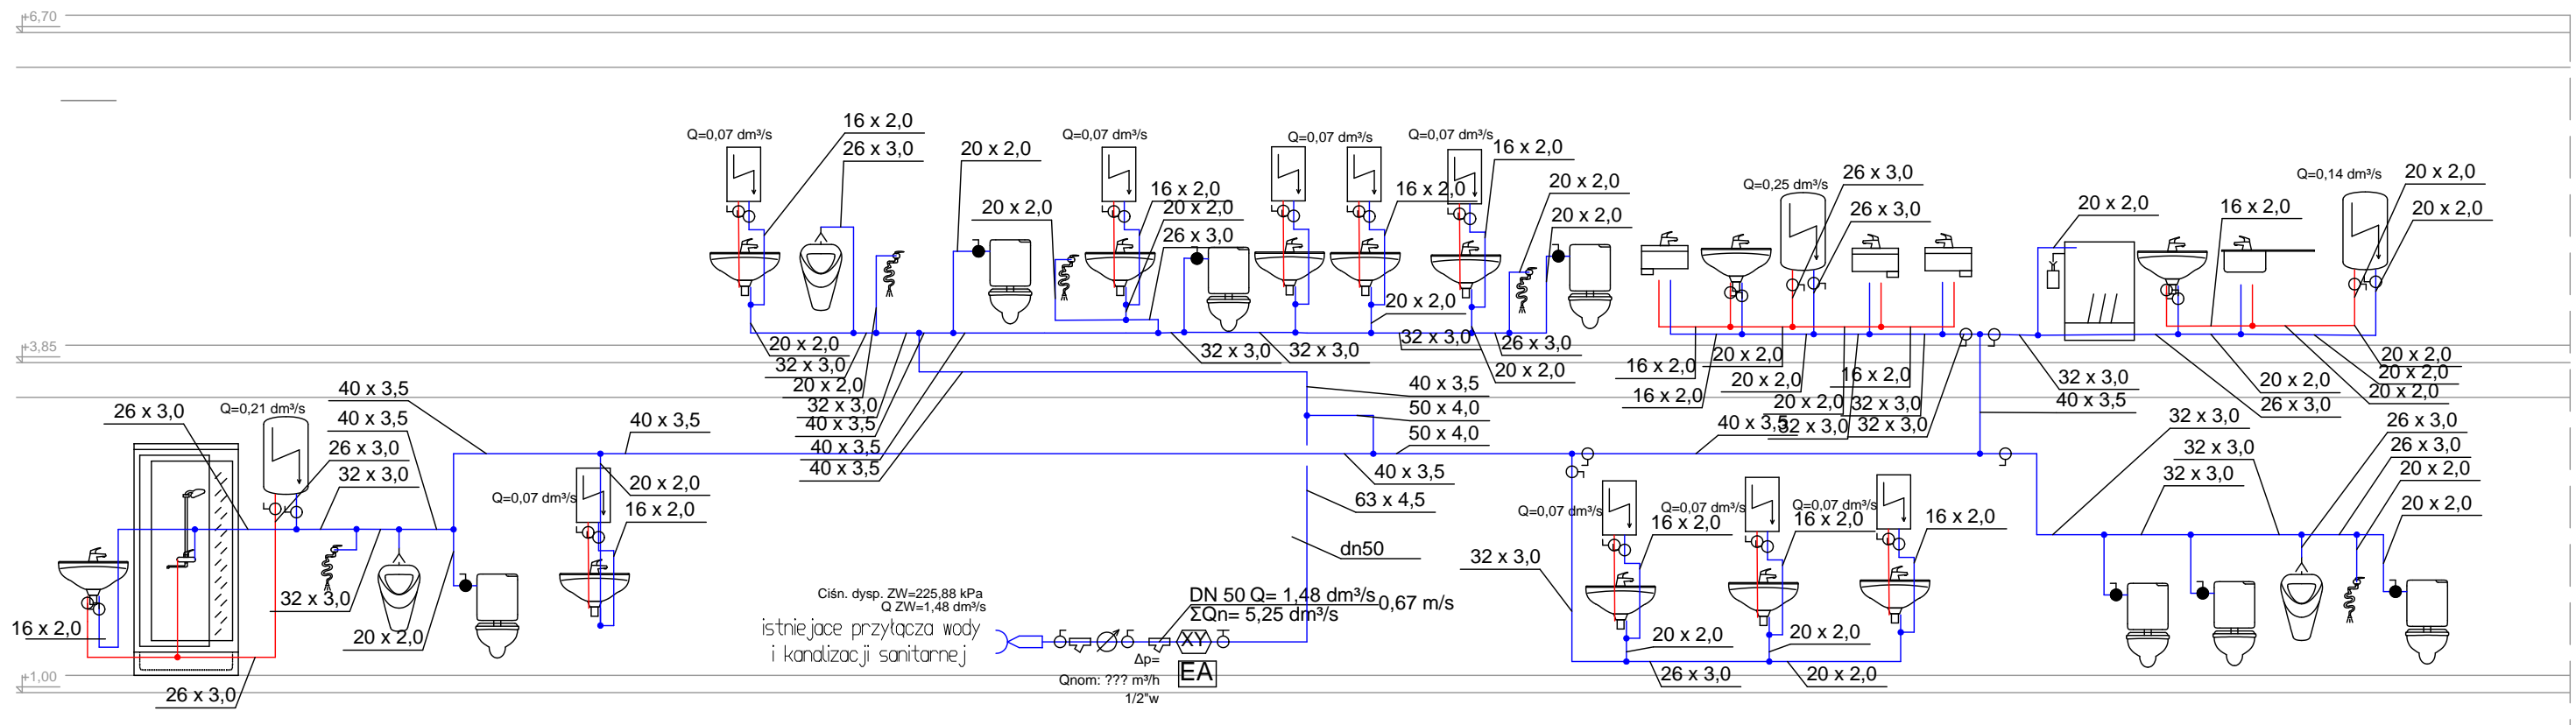 +6,70
16 x 2,0
Q=0,07 dm³/s
26 x 3,0
20 x 2,0
Q=0,07 dm³/s
Q=0,07 dm³/s
Q=0,07 dm³/s
16 x 2,0
16 x 2,0
20 x 2,0
20 x 2,0
26 x 3,0
16 x 2,0
20 x 2,0
20 x 2,0
Q=0,25 dm³/s
26 x 3,0
26 x 3,0
20 x 2,0
16 x 2,0
Q=0,14 dm³/s
20 x 2,0
20 x 2,0
20 x 2,0
+3,85
20 x 2,0
32 x 3,0
20 x 2,0
32 x 3,0
40 x 3,5
40 x 3,5
40 x 3,5
32 x 3,0
32 x 3,0
32 x 3,0
26 x 3,0
20 x 2,0
16 x 2,0
20 x 2,0
16 x 2,0
20 x 2,0
16 x 2,0
20 x 2,0
32 x 3,0
32 x 3,0
32 x 3,0
32 x 3,0
40 x 3,5
20 x 2,0
26 x 3,0
20 x 2,0
20 x 2,0
20 x 2,0
40 x 3,5
50 x 4,0
50 x 4,0
40 x 3,5
63 x 4,5
dn50
40 x 3,5
26 x 3,0
Q=0,21 dm³/s
40 x 3,5
40 x 3,5
26 x 3,0
32 x 3,0
40 x 3,5
Q=0,07 dm³/s
20 x 2,0
16 x 2,0
32 x 3,0
20 x 2,0
16 x 2,0
26 x 3,0
+1,00
Ciśn. dysp. ZW=225,88 kPa
Q ZW=1,48 dm³/s
istniejace przyłącza wody
i kanalizacji sanitarnej
DN 50 Q= 1,48 dm³/s 0,67 m/s
ΣQn= 5,25 dm³/s
XY
Δp=
EA
Qnom: ??? m³/h
1/2"w
32 x 3,0
Q=0,07 dm³/s
16 x 2,0
Q=0,07 dm³/s
16 x 2,0
Q=0,07 dm³/s
16 x 2,0
20 x 2,0
20 x 2,0
26 x 3,0
20 x 2,0
32 x 3,0
32 x 3,0
32 x 3,0
26 x 3,0
26 x 3,0
20 x 2,0
20 x 2,0